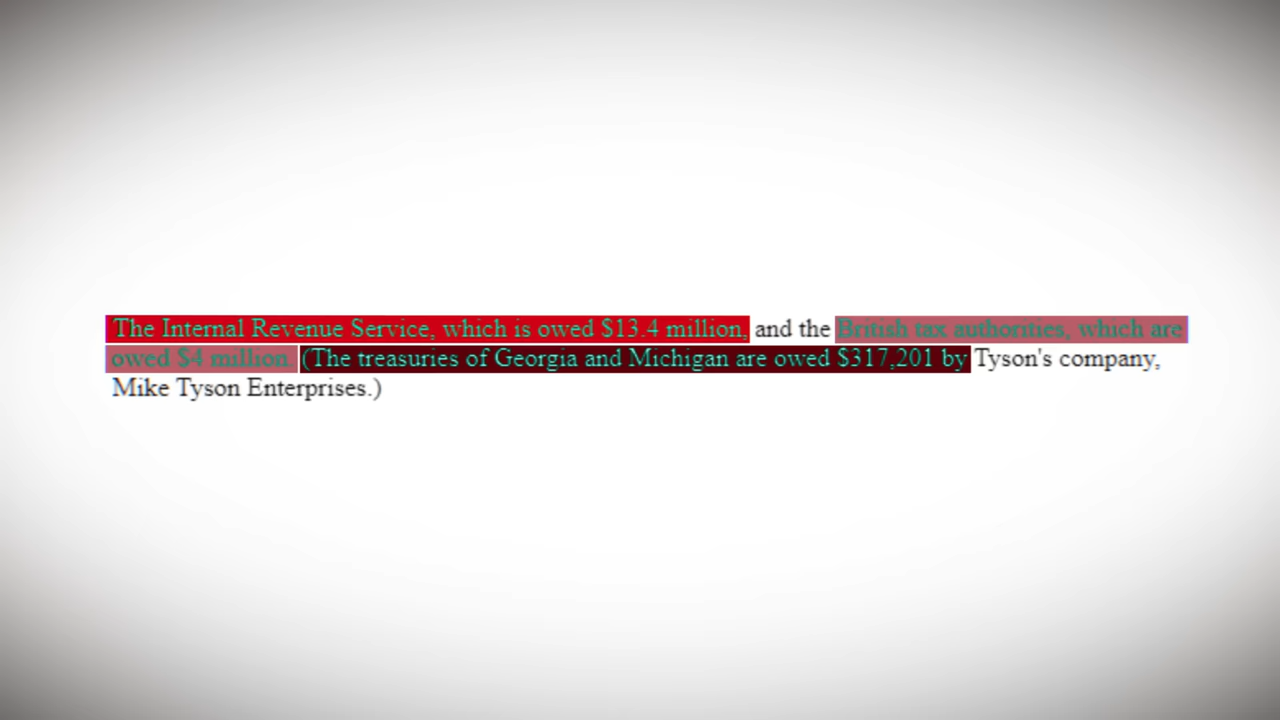 The Internal Revenue Service, which is owed $13.4 million, and the British tax authorities, which are
owed $4 million. (The treasuries of Georgia and Michigan are owed $317,201 by Tyson's company,
Mike Tyson Enterprises.)